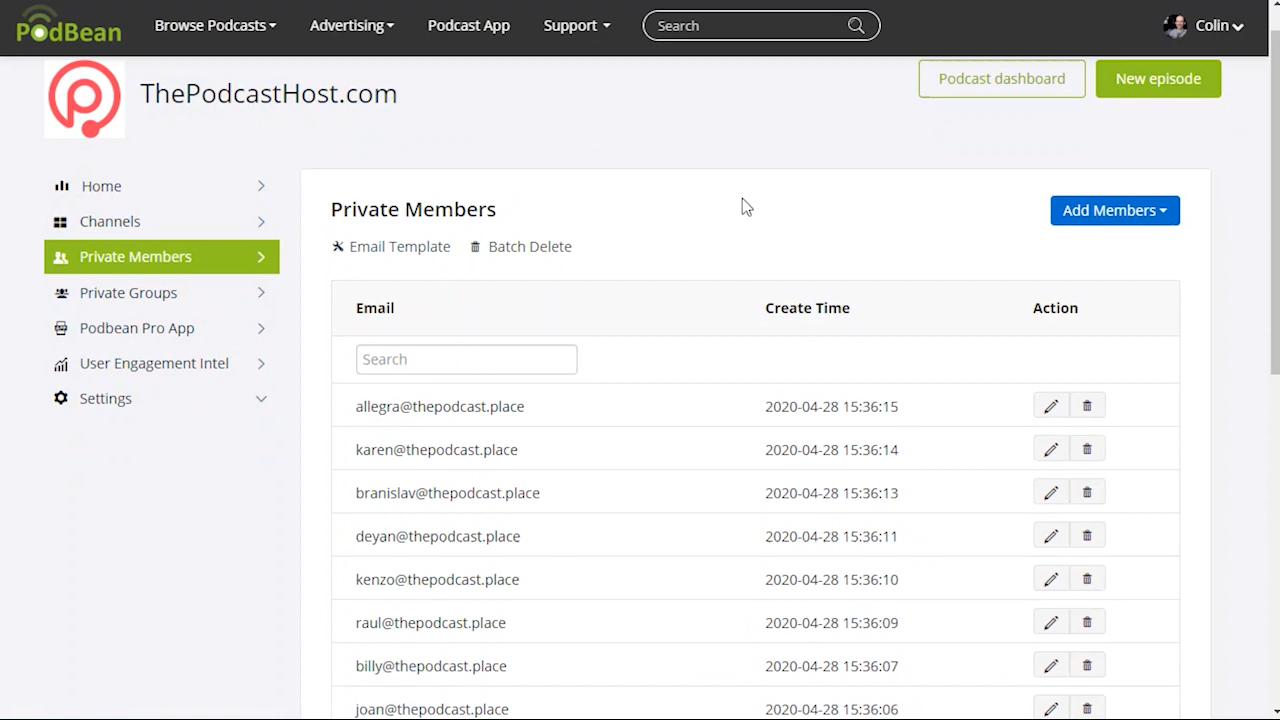 PodBean
Browse Podcasts
Advertising
Podcast App
Support
Search
Colin
ThePodcastHost.com
Podcast dashboard
New episode
Home
Channels
Private Members
Private Groups
Podbean Pro App
User Engagement Intel
Settings
Private Members
Add Members
Email Template
Batch Delete
Email Create Time Action
Search
allegra@thepodcast.place 2020-04-28 15:36:15
karen@thepodcast.place 2020-04-28 15:36:14
branislav@thepodcast.place 2020-04-28 15:36:13
deyan@thepodcast.place 2020-04-28 15:36:11
kenzo@thepodcast.place 2020-04-28 15:36:10
raul@thepodcast.place 2020-04-28 15:36:09
billy@thepodcast.place 2020-04-28 15:36:07
joan@thepodcast.place 2020-04-28 15:36:06